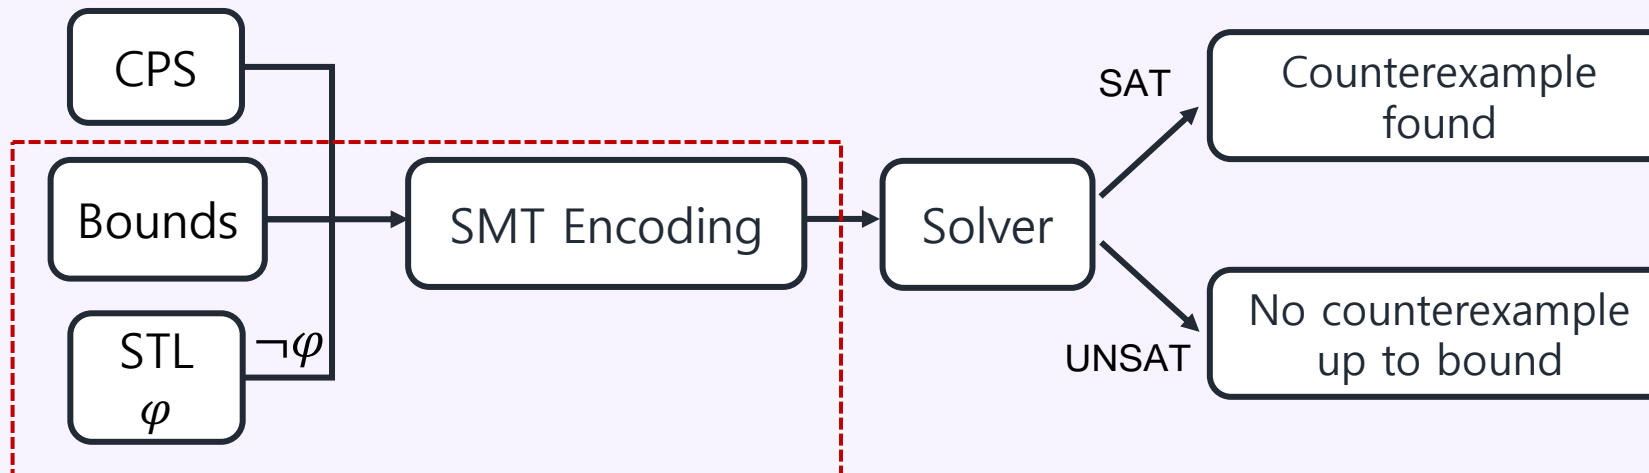 CPS
Bounds
STL
φ
¬φ
SMT Encoding
Solver
SAT
UNSAT
Counterexample
found
No counterexample
up to bound